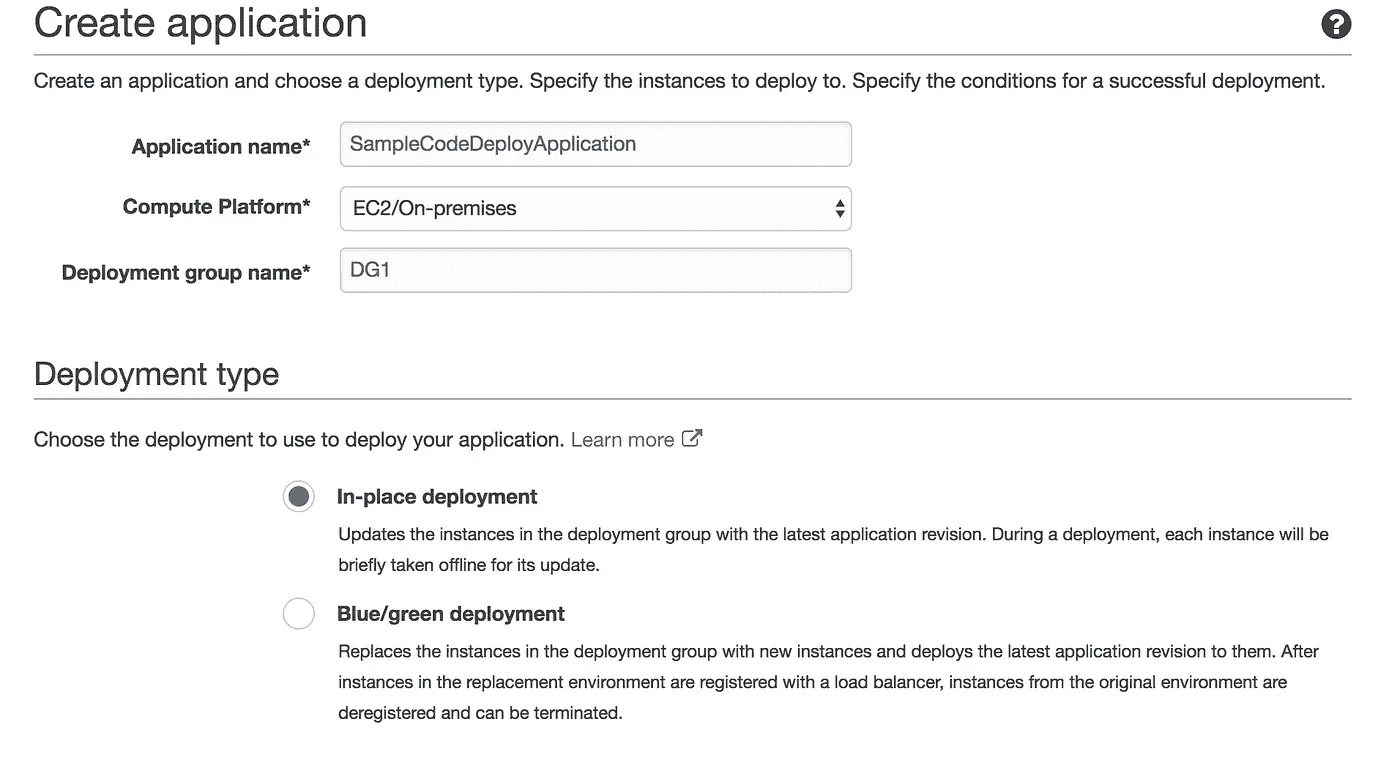 Create application
?
Create an application and choose a deployment type. Specify the instances to deploy to. Specify the conditions for a successful deployment.
Application name* SampleCodeDeployApplication
Compute Platform* EC2/On-premises
Deployment group name* DG1
Deployment type
Choose the deployment to use to deploy your application. Learn more
In-place deployment
Updates the instances in the deployment group with the latest application revision. During a deployment, each instance will be
briefly taken offline for its update.
Blue/green deployment
Replaces the instances in the deployment group with new instances and deploys the latest application revision to them. After
instances in the replacement environment are registered with a load balancer, instances from the original environment are
deregistered and can be terminated.